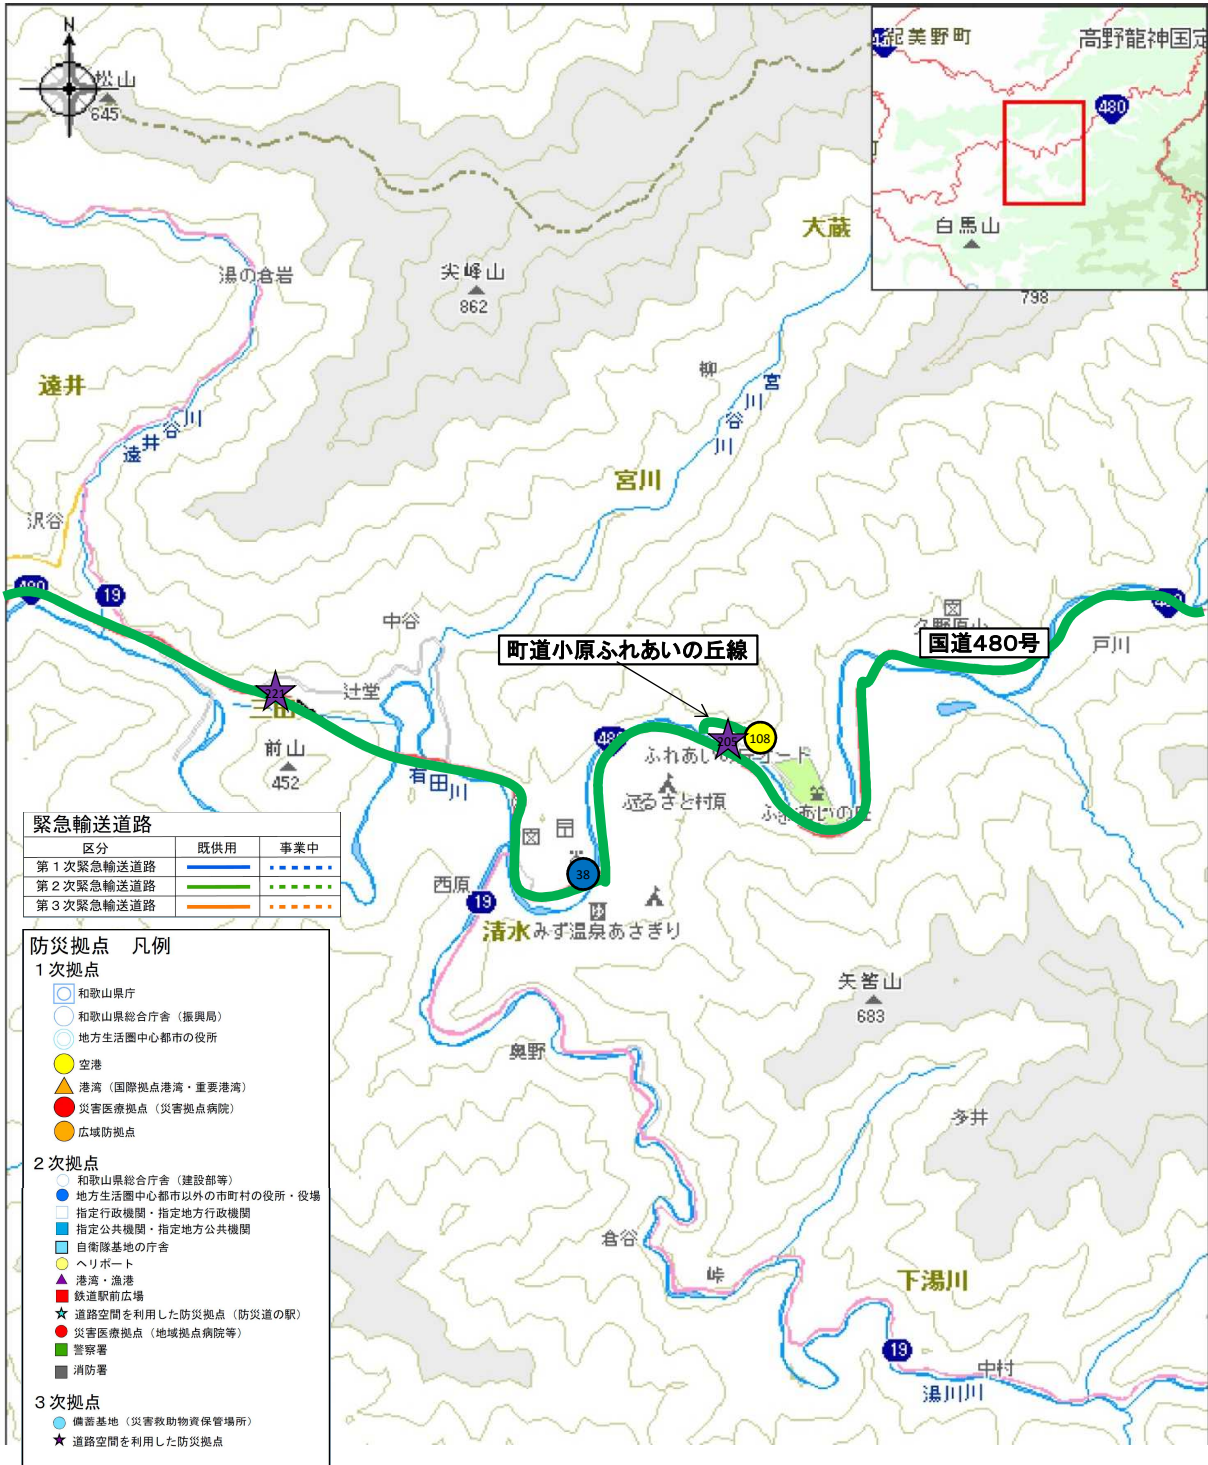 N
松山
645
紀美野町
高野龍神国定
480
白馬山
798
大蔵
湯の倉岩
尖峰山
862
柳
宮谷川
遠井
遠井谷川
宮川
沢谷
480
19
中谷
町道小原ふれあいの丘線
国道480号
久野原小
480
戸川
221
三田
辻堂
前山
452
有田川
480
205
108
ふるさと村
38
西原
19
清水
みず温泉あさぎり
矢筈山
683
奥野
多井
倉谷
峠
下湯川
19
中村
湯川川
緊急輸送道路
区分 既供用 事業中
第1次緊急輸送道路
第2次緊急輸送道路
第3次緊急輸送道路
防災拠点 凡例
1次拠点
和歌山県庁
和歌山県総合庁舎（振興局）
地方生活圏中心都市の役所
空港
港湾（国際拠点港湾・重要港湾）
災害医療拠点（災害拠点病院）
広域防拠点
2次拠点
和歌山県総合庁舎（建設部等）
地方生活圏中心都市以外の市町村の役所・役場
指定行政機関・指定地方行政機関
指定公共機関・指定地方公共機関
自衛隊基地の庁舎
ヘリポート
港湾・漁港
鉄道駅前広場
道路空間を利用した防災拠点（防災道の駅）
災害医療拠点（地域拠点病院等）
警察署
消防署
3次拠点
備蓄基地（災害救助物資保管場所）
道路空間を利用した防災拠点